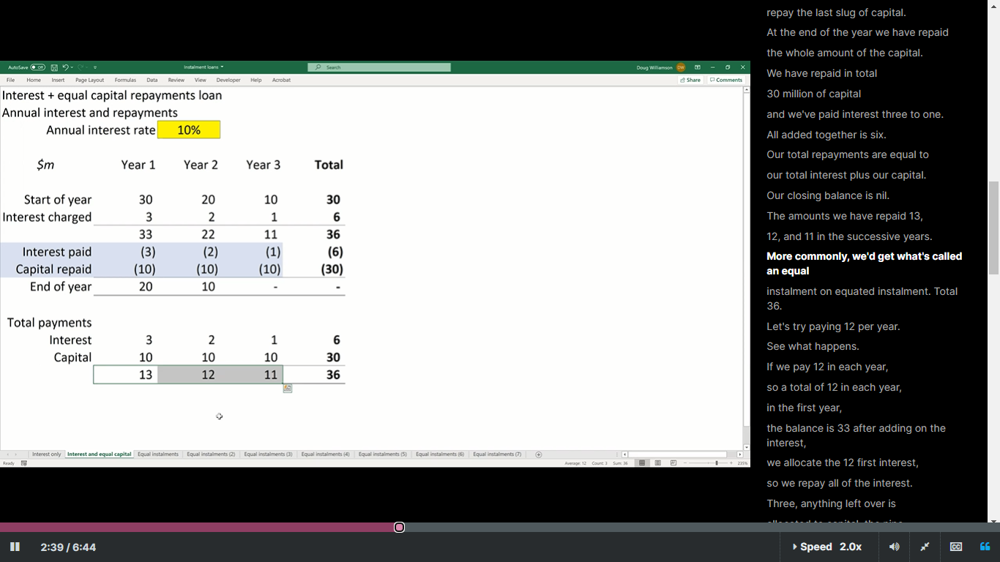 AutoSave Off Instalment loans Search Doug Williamson DW
File Home Insert Page Layout Formulas Data Review View Developer Help Acrobat Share Comments
Interest + equal capital repayments loan
Annual interest and repayments
Annual interest rate 10%
$m Year 1 Year 2 Year 3 Total
Start of year 30 20 10 30
Interest charged 3 2 1 6
33 22 11 36
Interest paid (3) (2) (1) (6)
Capital repaid (10) (10) (10) (30)
End of year 20 10 - -
Total payments
Interest 3 2 1 6
Capital 10 10 10 30
13 12 11 36
Interest only Interest and equal capital Equal instalments Equal instalments (2) Equal instalments (3) Equal instalments (4) Equal instalments (5) Equal instalments (6) Equal instalments (7)
Ready Average: 12 Count: 3 Sum: 36 235%
repay the last slug of capital.
At the end of the year we have repaid
the whole amount of the capital.
We have repaid in total
30 million of capital
and we've paid interest three to one.
All added together is six.
Our total repayments are equal to
our total interest plus our capital.
Our closing balance is nil.
The amounts we have repaid 13,
12, and 11 in the successive years.
More commonly, we'd get what's called
an equal
instalment on equated instalment. Total
36.
Let's try paying 12 per year.
See what happens.
If we pay 12 in each year,
so a total of 12 in each year,
in the first year,
the balance is 33 after adding on the
interest,
we allocate the 12 first interest,
so we repay all of the interest.
Three, anything left over is
2:39 / 6:44 Speed 2.0x CC